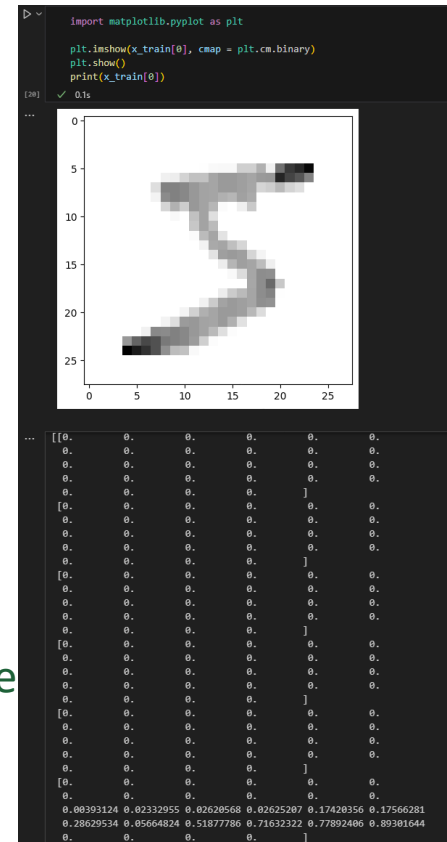 import matplotlib.pyplot as plt
plt.imshow(x_train[0], cmap = plt.cm.binary)
plt.show()
print(x_train[0])
[20] ✓ 0.1s
...
0
5
10
15
20
25
0 5 10 15 20 25
... [[0. 0. 0. 0. 0. 0.
0. 0. 0. 0. 0. 0.
0. 0. 0. 0. 0. 0.
0. 0. 0. 0. 0. 0.
0. 0. 0. 0. ]
[0. 0. 0. 0. 0. 0.
0. 0. 0. 0. 0. 0.
0. 0. 0. 0. 0. 0.
0. 0. 0. 0. 0. 0.
0. 0. 0. 0. ]
[0. 0. 0. 0. 0. 0.
0. 0. 0. 0. 0. 0.
0. 0. 0. 0. 0. 0.
0. 0. 0. 0. 0. 0.
0. 0. 0. 0. ]
[0. 0. 0. 0. 0. 0.
0. 0. 0. 0. 0. 0.
0. 0. 0. 0. 0. 0.
0. 0. 0. 0. 0. 0.
e
0. 0. 0. 0. ]
[0. 0. 0. 0. 0. 0.
0. 0. 0. 0. 0. 0.
0. 0. 0. 0. 0. 0.
0. 0. 0. 0. 0. 0.
0. 0. 0. 0. ]
[0. 0. 0. 0. 0. 0.
0. 0. 0. 0. 0. 0.
0.00393124 0.02332955 0.02620568 0.02625207 0.17420356 0.17566281
0.28629534 0.05664824 0.51877786 0.71632322 0.77892406 0.89301644
0. 0. 0. 0. ]